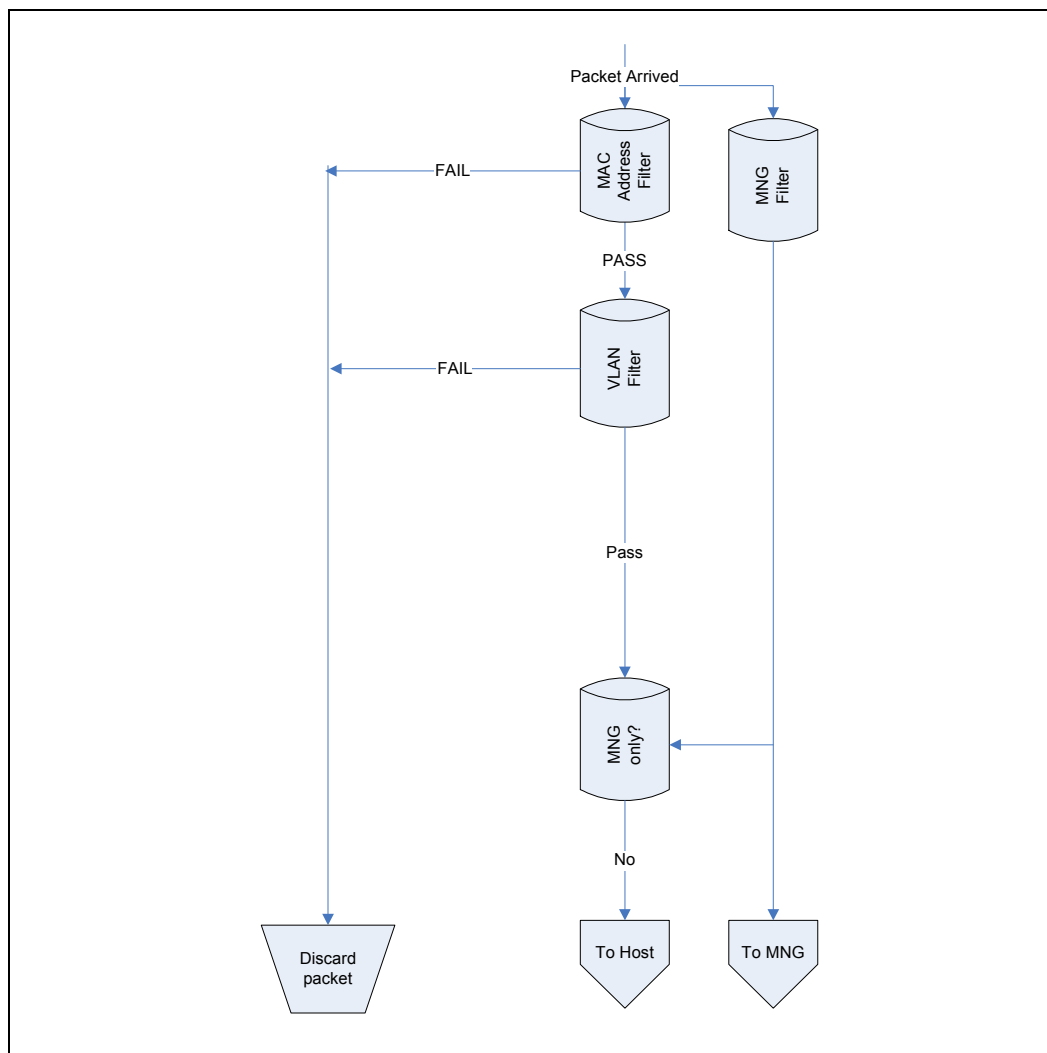 Packet Arrived
MAC
Address
Filter
MNG
Filter
FAIL
PASS
VLAN
Filter
FAIL
Pass
MNG
only?
No
Discard
packet
To Host
To MNG